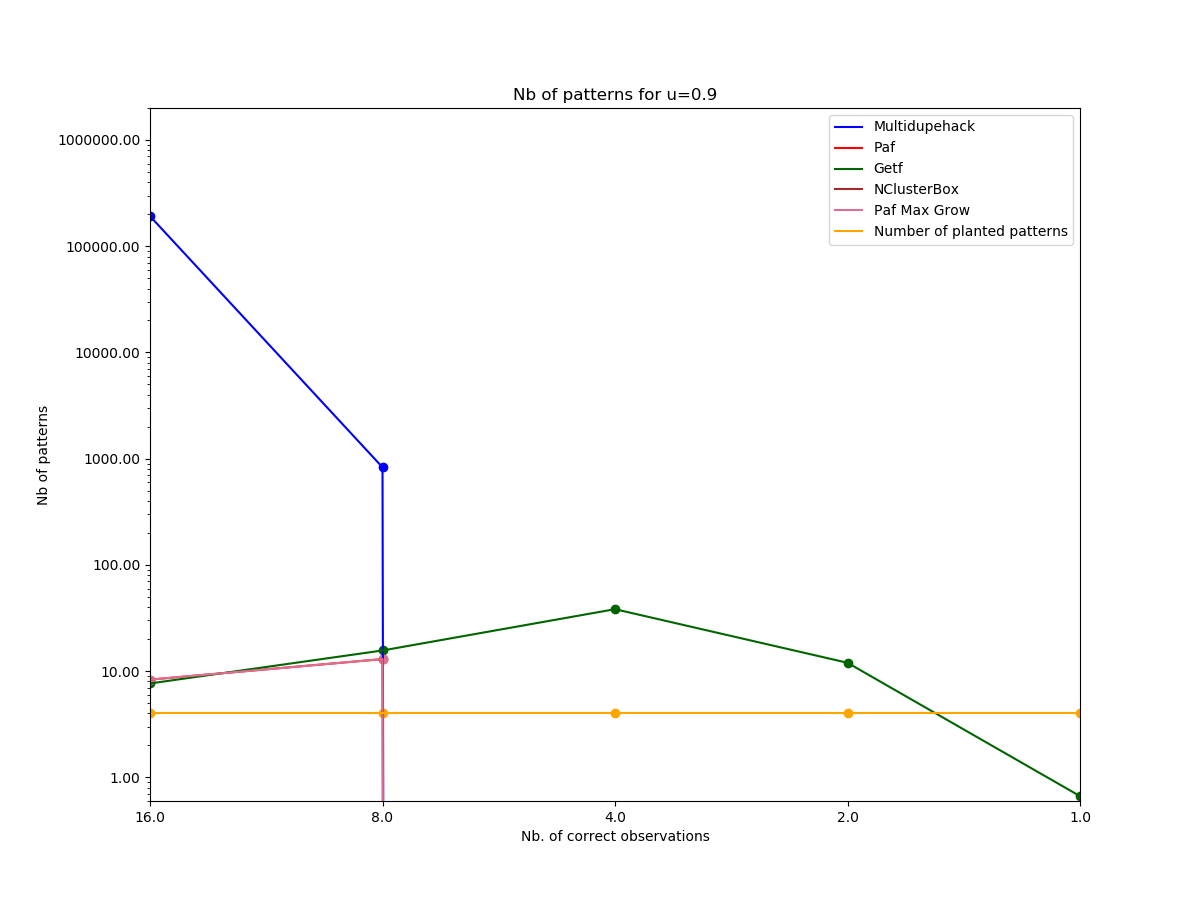 Nb of patterns for u=0.9
1000000.00
100000.00
10000.00
1000.00
100.00
10.00
1.00
Nb of patterns
Multidupehack
Paf
Getf
NClusterBox
Paf Max Grow
Number of planted patterns
16.0 8.0 4.0 2.0 1.0
Nb. of correct observations